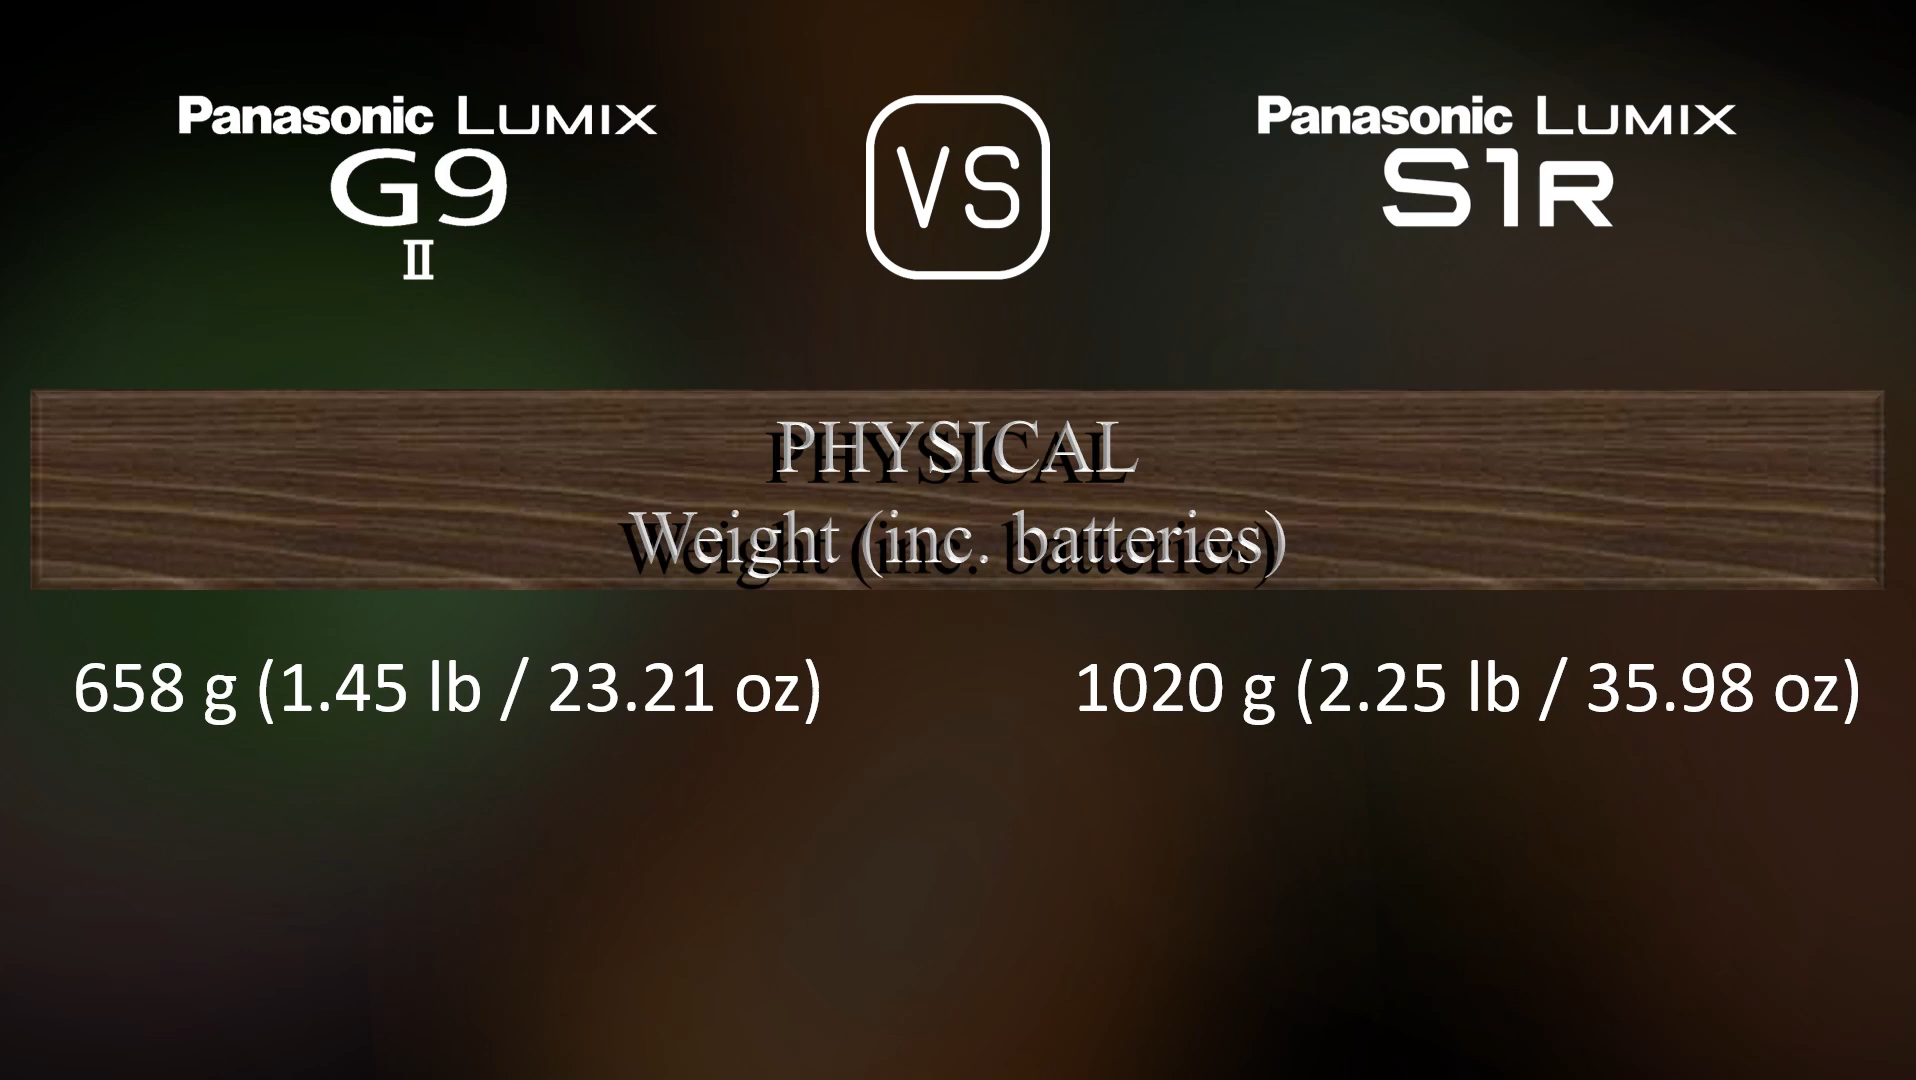 Panasonic LUMIX
G9
II
VS
Panasonic LUMIX
S1R
PHYSICAL
Weight (inc. batteries)
658 g (1.45 lb / 23.21 oz)
1020 g (2.25 lb / 35.98 oz)